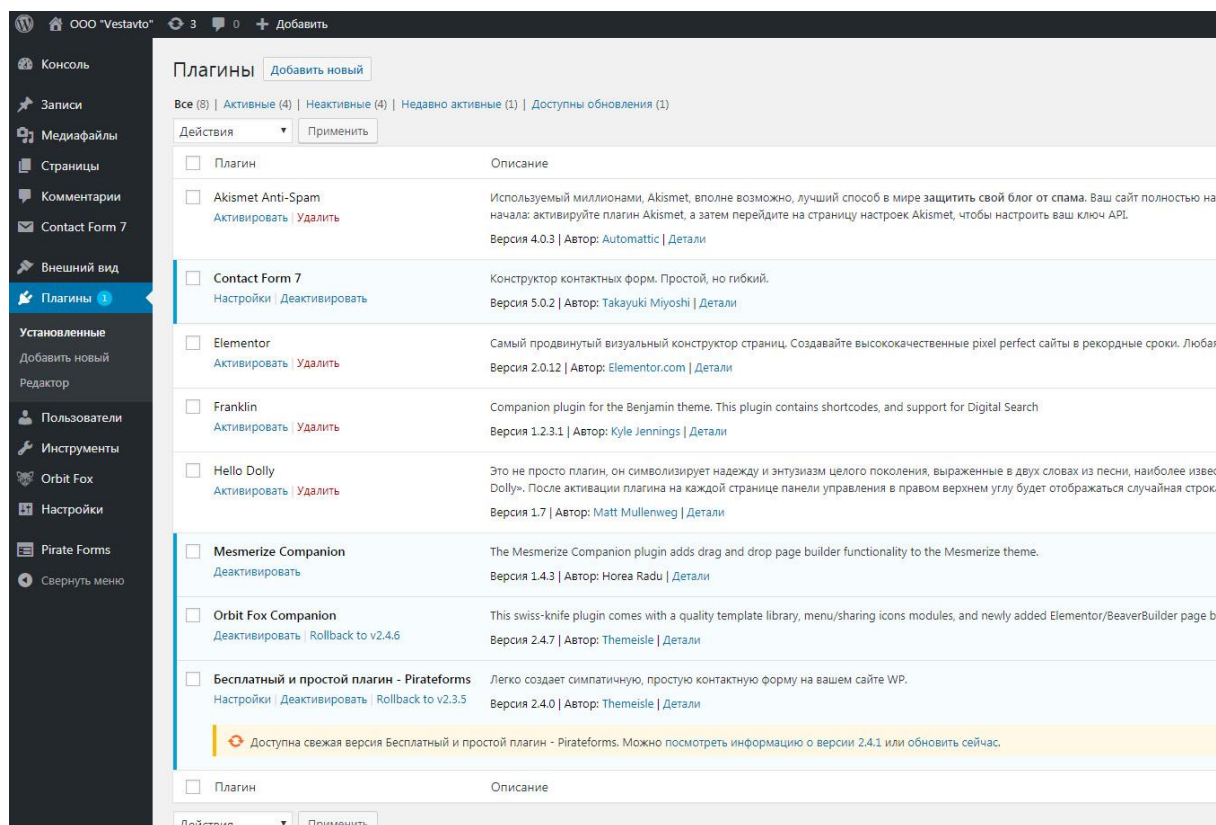 ООО "Vestavto" 3 0 + Добавить
Консоль
Записи
Медиафайлы
Страницы
Комментарии
Contact Form 7
Внешний вид
Плагины 1
Установленные
Добавить новый
Редактор
Пользователи
Инструменты
Orbit Fox
Настройки
Pirate Forms
Свернуть меню
Плагины Добавить новый
Все (8) | Активные (4) | Неактивные (4) | Недавно активные (1) | Доступны обновления (1)
Действия Применить
Плагин Описание
Akismet Anti-Spam
Активировать | Удалить
Используемый миллионами, Akismet, вполне возможно, лучший способ в мире защитить свой блог от спама. Ваш сайт полностью на
начала: активируйте плагин Akismet, а затем перейдите на страницу настроек Akismet, чтобы настроить ваш ключ API.
Версия 4.0.3 | Автор: Automattic | Детали
Contact Form 7
Настройки | Деактивировать
Конструктор контактных форм. Простой, но гибкий.
Версия 5.0.2 | Автор: Takayuki Miyoshi | Детали
Elementor
Активировать | Удалить
Самый продвинутый визуальный конструктор страниц. Создавайте высококачественные pixel perfect сайты в рекордные сроки. Любая
Версия 2.0.12 | Автор: Elementor.com | Детали
Franklin
Активировать | Удалить
Companion plugin for the Benjamin theme. This plugin contains shortcodes, and support for Digital Search
Версия 1.2.3.1 | Автор: Kyle Jennings | Детали
Hello Dolly
Активировать | Удалить
Это не просто плагин, он символизирует надежду и энтузиазм целого поколения, выраженные в двух словах из песни, наиболее извес
Dolly». После активации плагина на каждой странице панели управления в правом верхнем углу будет отображаться случайная строка
Версия 1.7 | Автор: Matt Mullenweg | Детали
Mesmerize Companion
Деактивировать
The Mesmerize Companion plugin adds drag and drop page builder functionality to the Mesmerize theme.
Версия 1.4.3 | Автор: Horea Radu | Детали
Orbit Fox Companion
Деактивировать | Rollback to v2.4.6
This swiss-knife plugin comes with a quality template library, menu/sharing icons modules, and newly added Elementor/BeaverBuilder page b
Версия 2.4.7 | Автор: Themeisle | Детали
Бесплатный и простой плагин - Pirateforms
Настройки | Деактивировать | Rollback to v2.3.5
Легко создает симпатичную, простую контактную форму на вашем сайте WP.
Версия 2.4.0 | Автор: Themeisle | Детали
Доступна свежая версия Бесплатный и простой плагин - Pirateforms. Можно посмотреть информацию о версии 2.4.1 или обновить сейчас.
Плагин Описание
Действия Применить